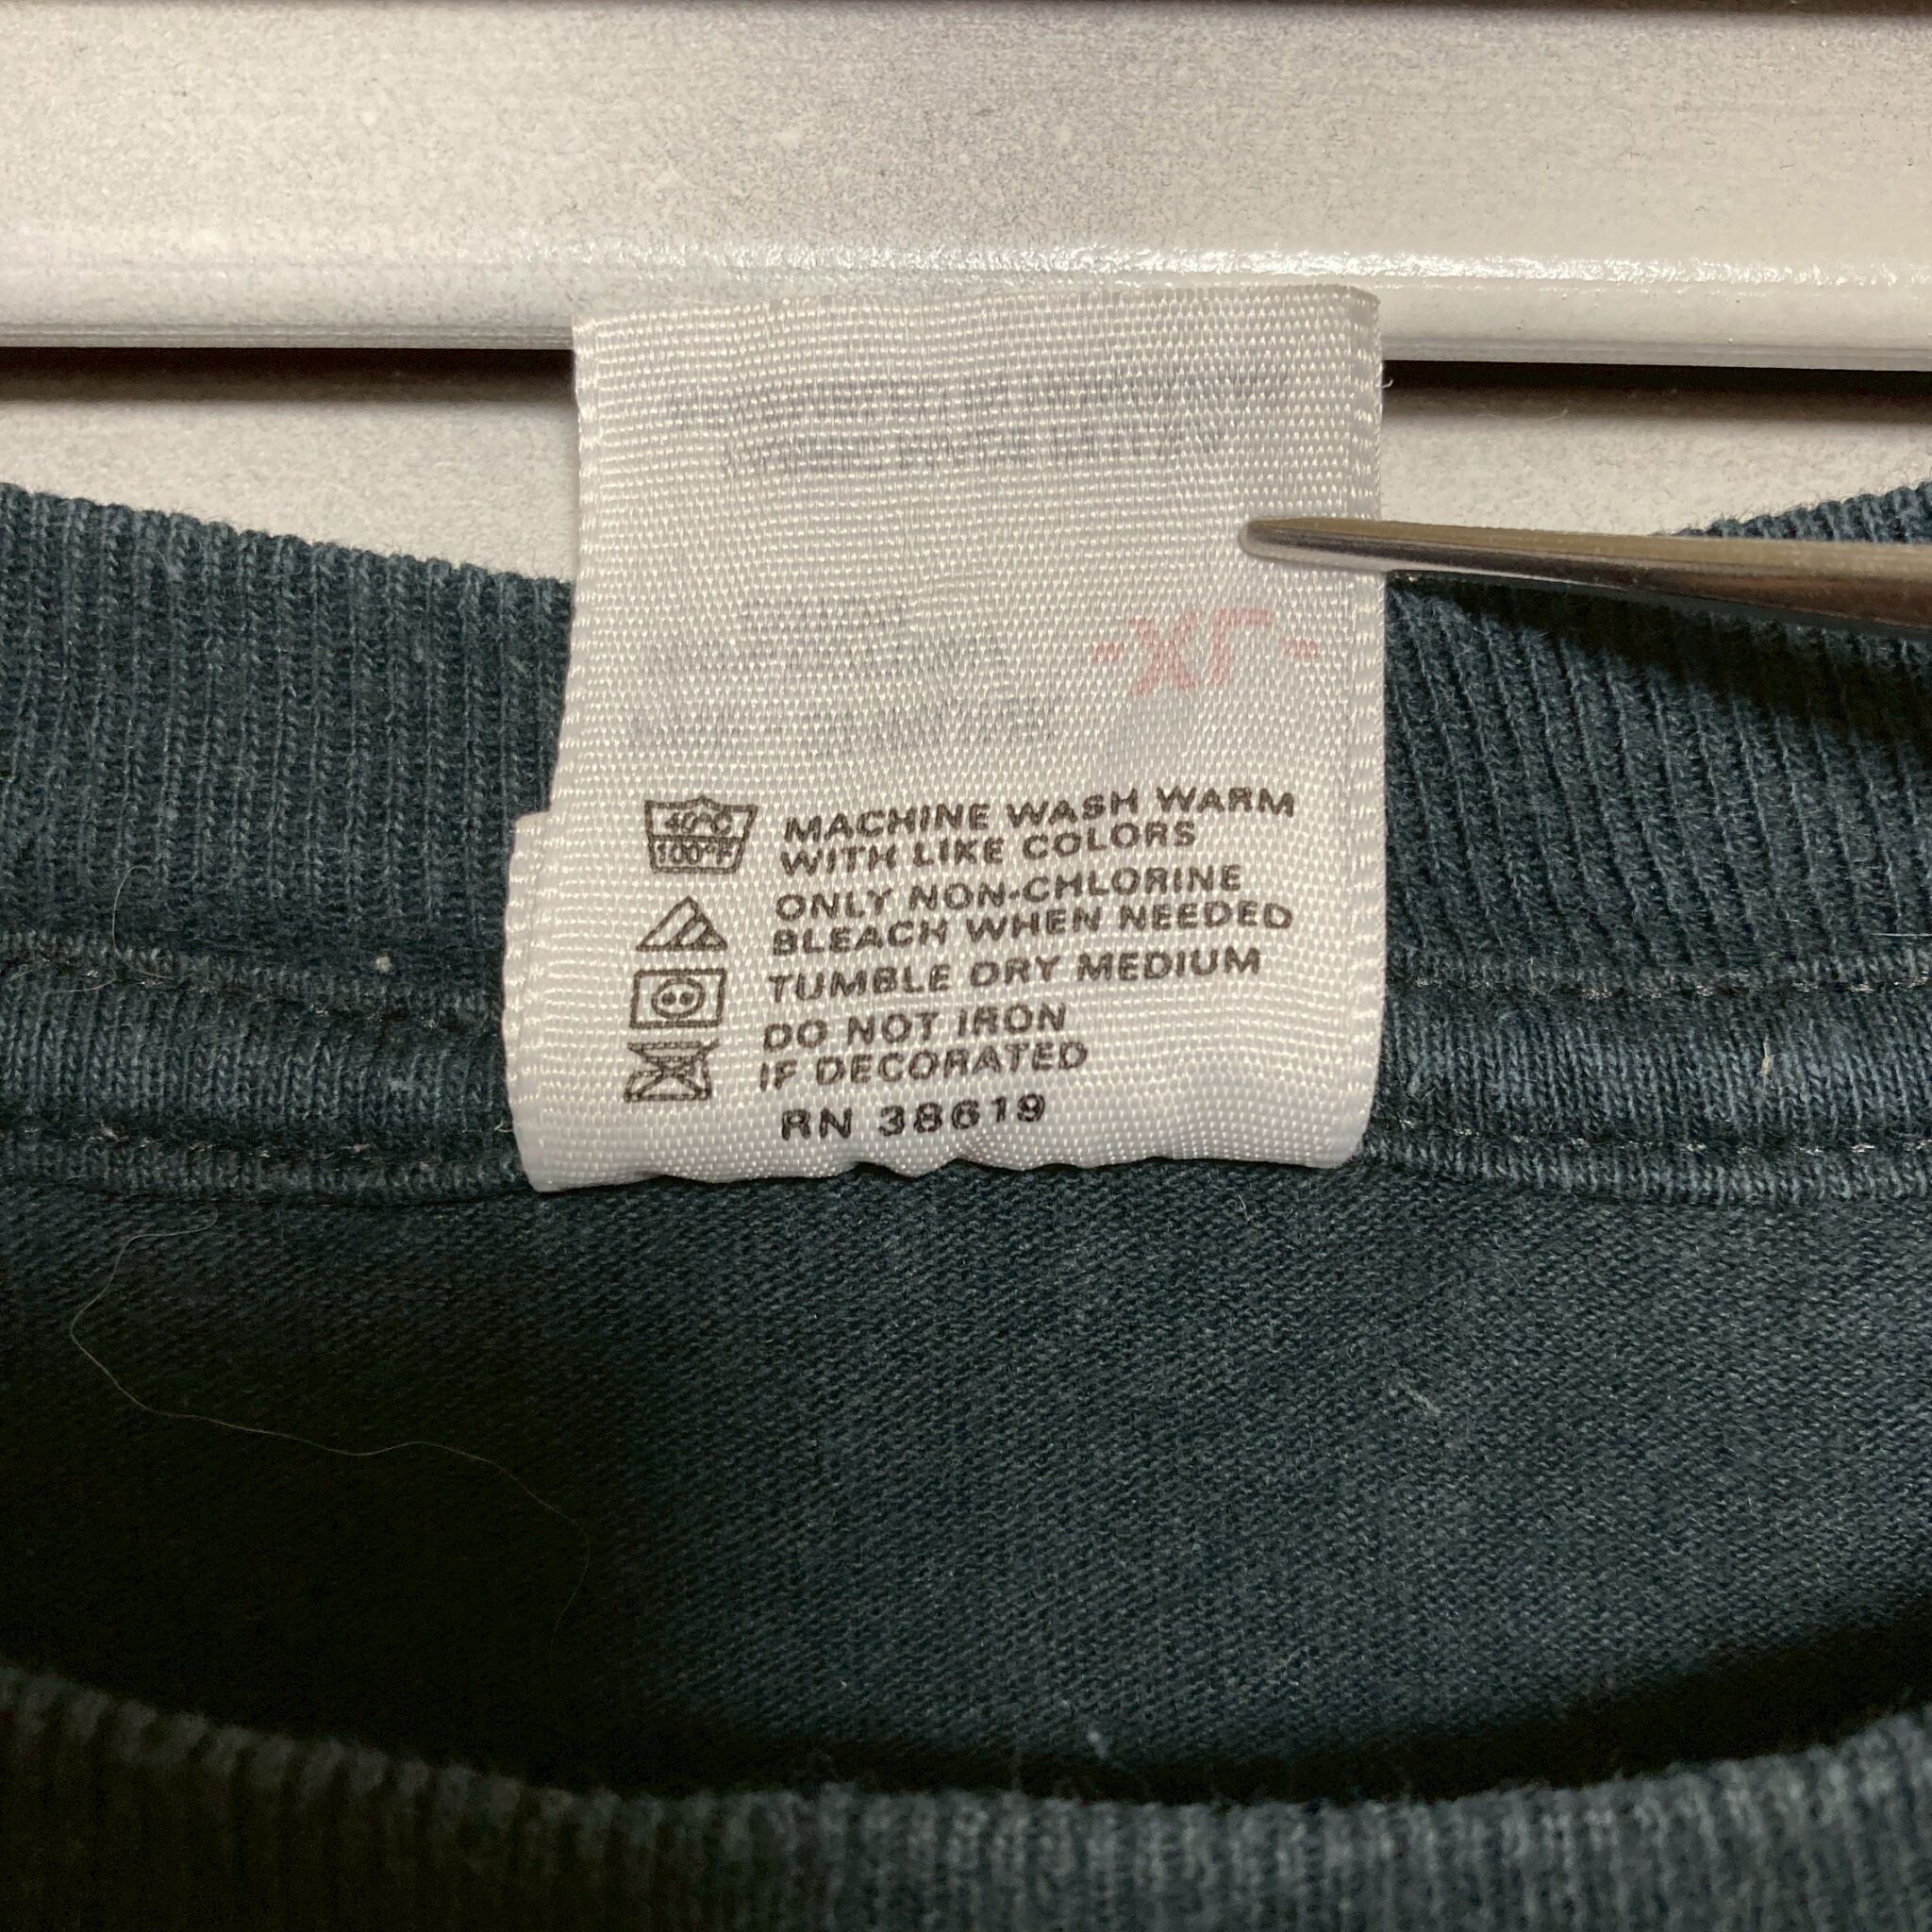 -XL-
40°C
100°F
MACHINE WASH WARM
WITH LIKE COLORS
ONLY NON-CHLORINE
BLEACH WHEN NEEDED
TUMBLE DRY MEDIUM
DO NOT IRON
IF DECORATED
RN 38619